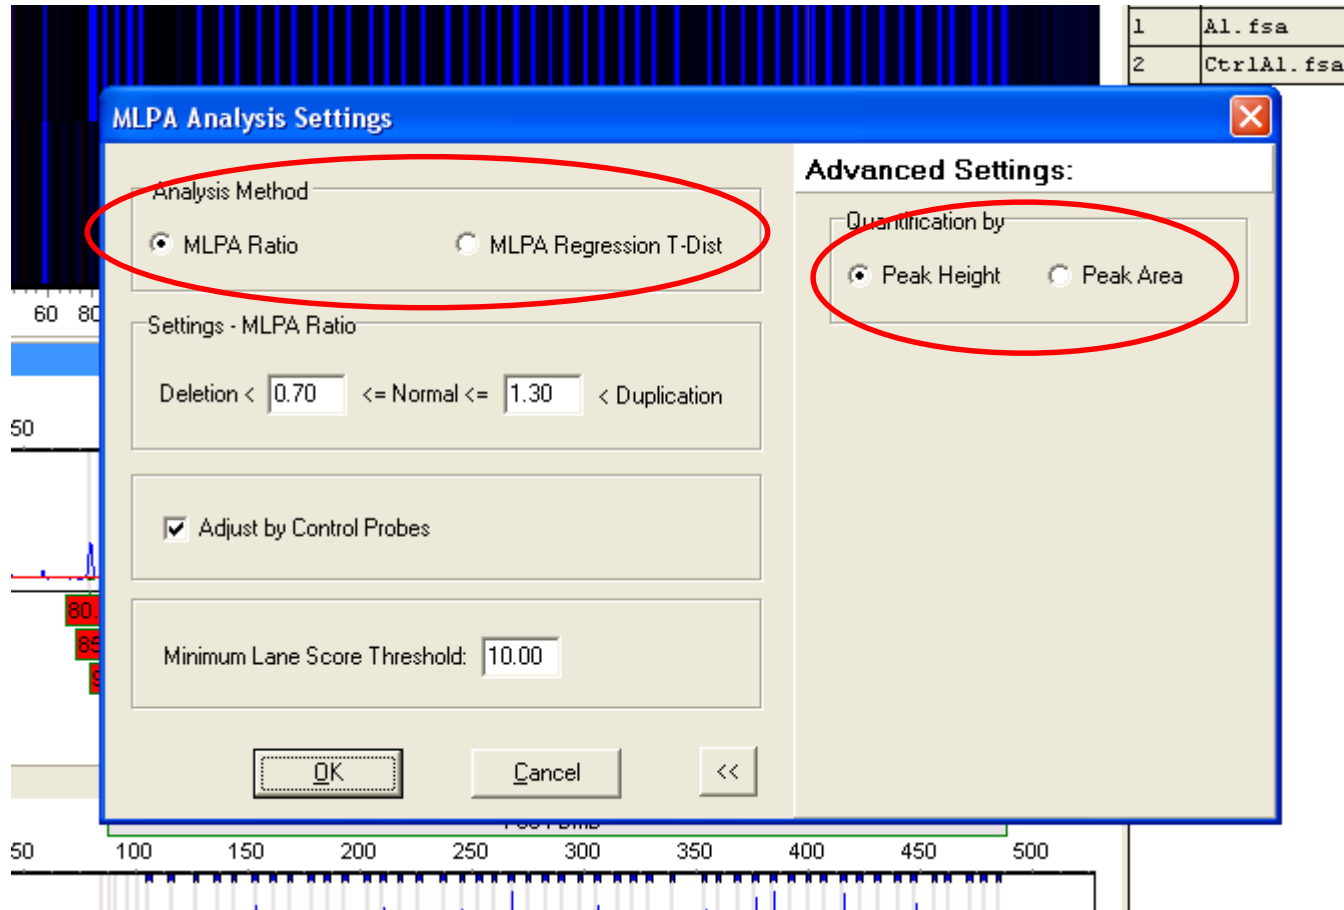 1 A1.fsa
2 CtrlA1.fsa
MLPA Analysis Settings
Analysis Method
MLPA Ratio MLPA Regression T-Dist
Advanced Settings:
Quantification by
Peak Height Peak Area
60 80
Settings - MLPA Ratio
Deletion < 0.70 <= Normal <= 1.30 < Duplication
50
Adjust by Control Probes
80.
85
9
Minimum Lane Score Threshold: 10.00
OK Cancel <<
50 100 150 200 250 300 350 400 450 500